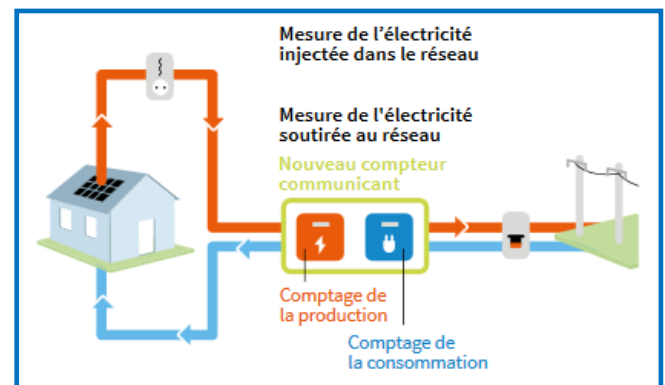 Mesure de l’électricité
injectée dans le réseau
Mesure de l'électricité
soutirée au réseau
Nouveau compteur
communicant
Comptage de
la production
Comptage de
la consommation